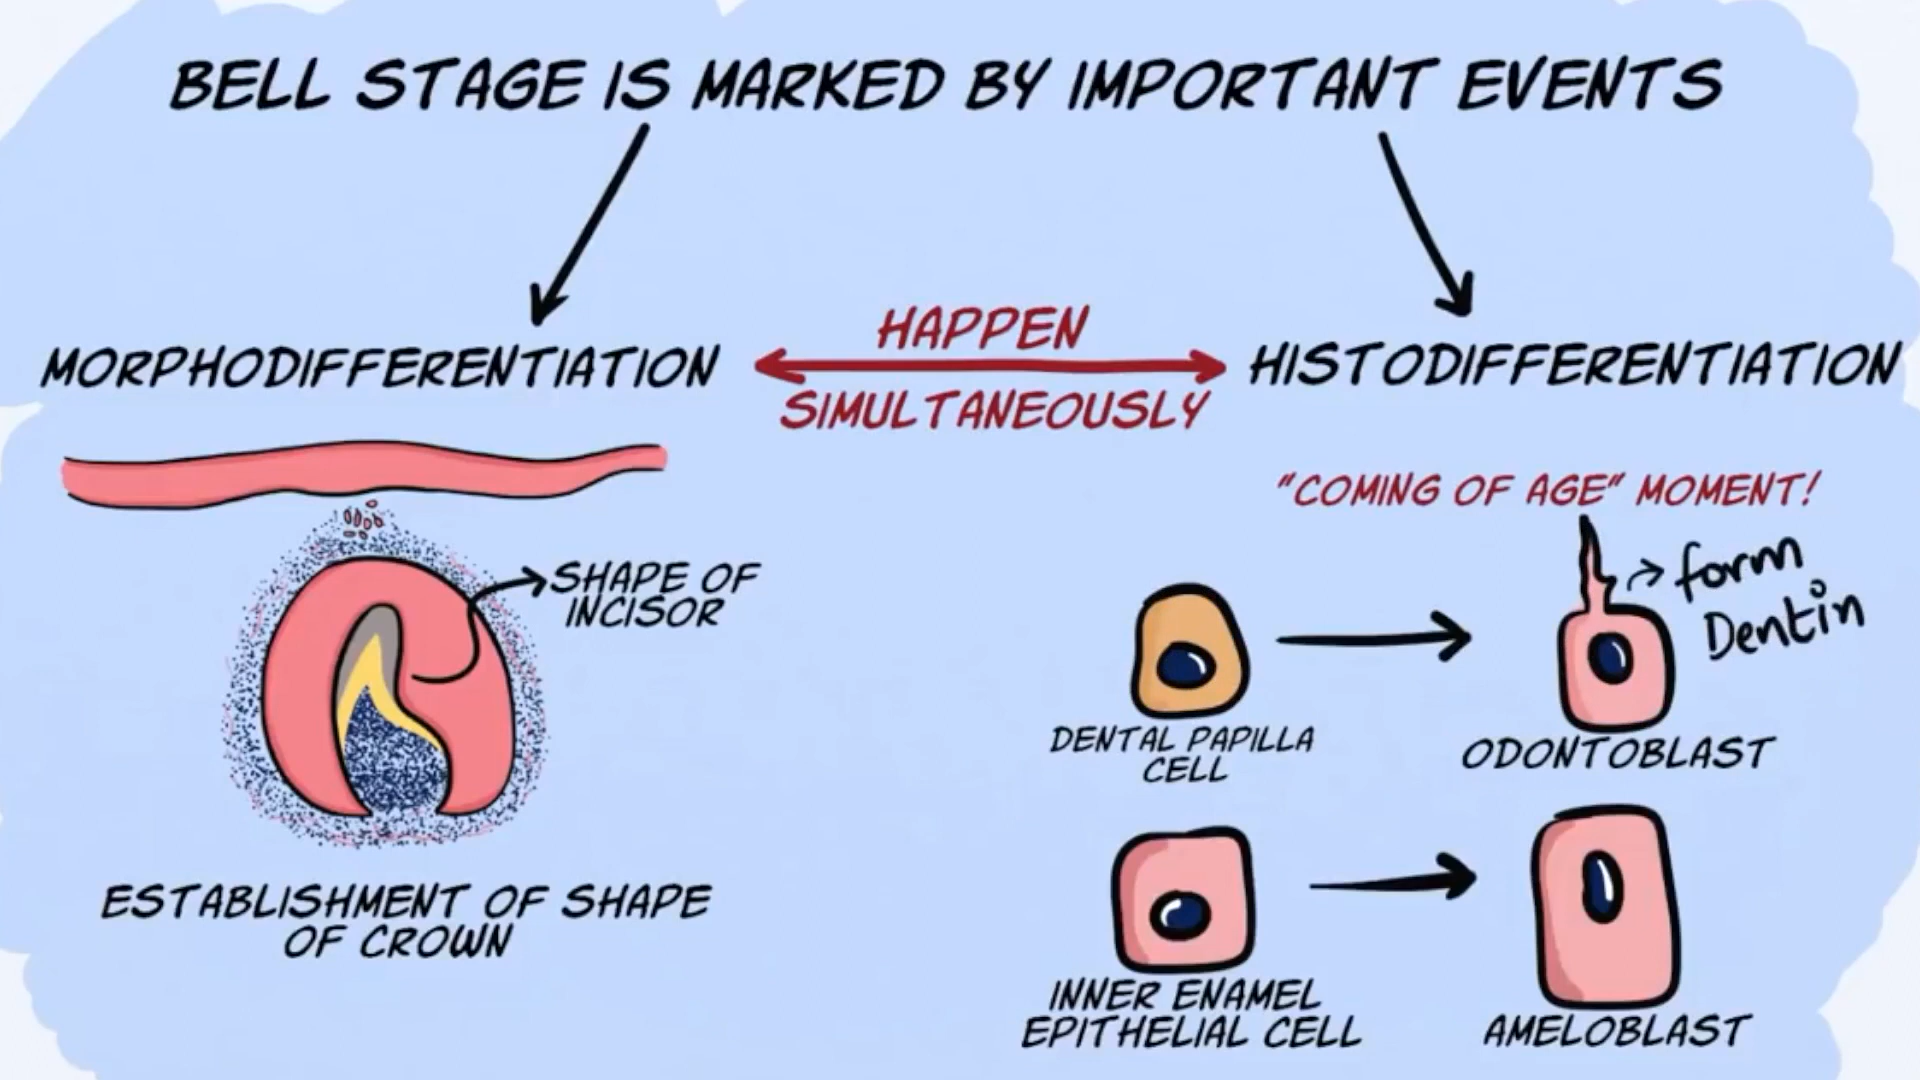 BELL STAGE IS MARKED BY IMPORTANT EVENTS
MORPHODIFFERENTIATION
HAPPEN
SIMULTANEOUSLY
HISTODIFFERENTIATION
"COMING OF AGE" MOMENT!
SHAPE OF
INCISOR
form
Dentin
DENTAL PAPILLA
CELL
ODONTOBLAST
ESTABLISHMENT OF SHAPE
OF CROWN
INNER ENAMEL
EPITHELIAL CELL
AMELOBLAST